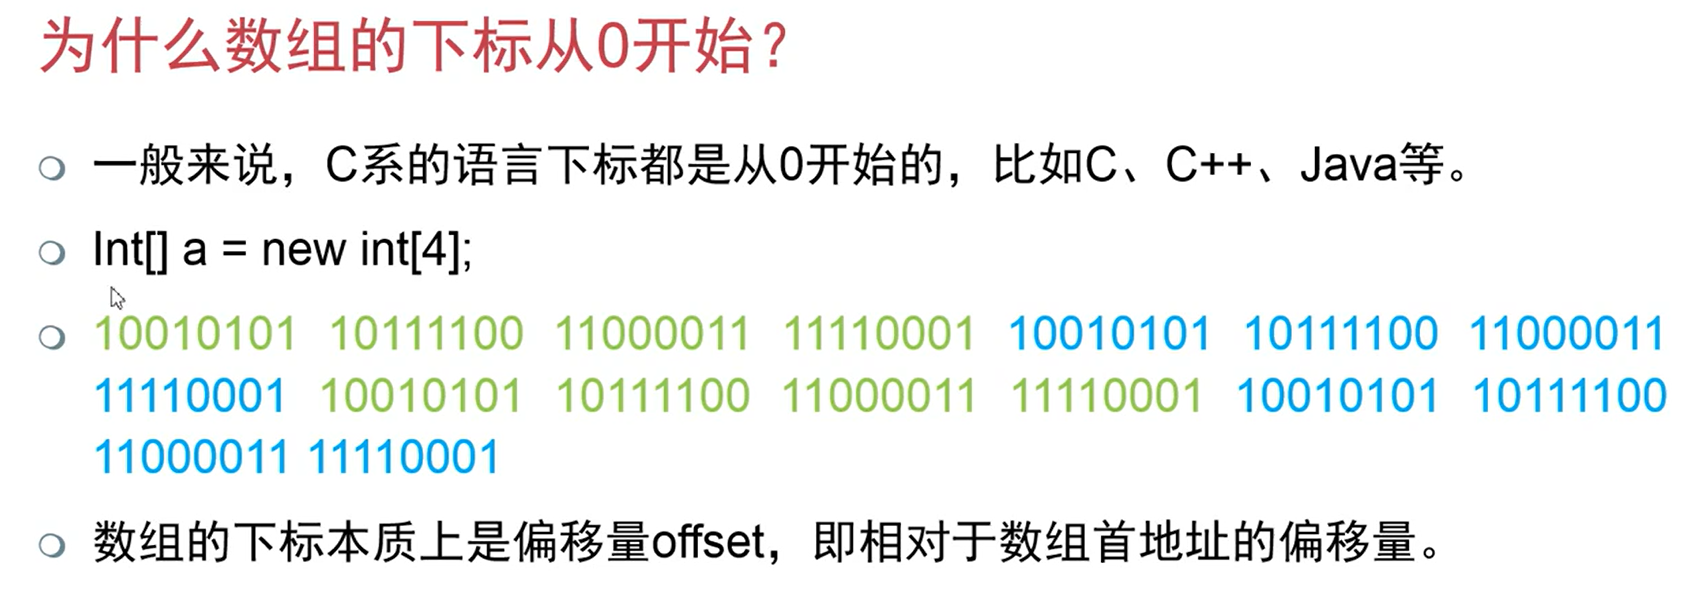 为什么数组的下标从0开始?
一般来说，C系的语言下标都是从0开始的，比如C、C++、Java等。
Int[] a = new int[4];
10010101 10111100 11000011 11110001 10010101 10111100 11000011
11110001 10010101 10111100 11000011 11110001 10010101 10111100
11000011 11110001
数组的下标本质上是偏移量offset，即相对于数组首地址的偏移量。